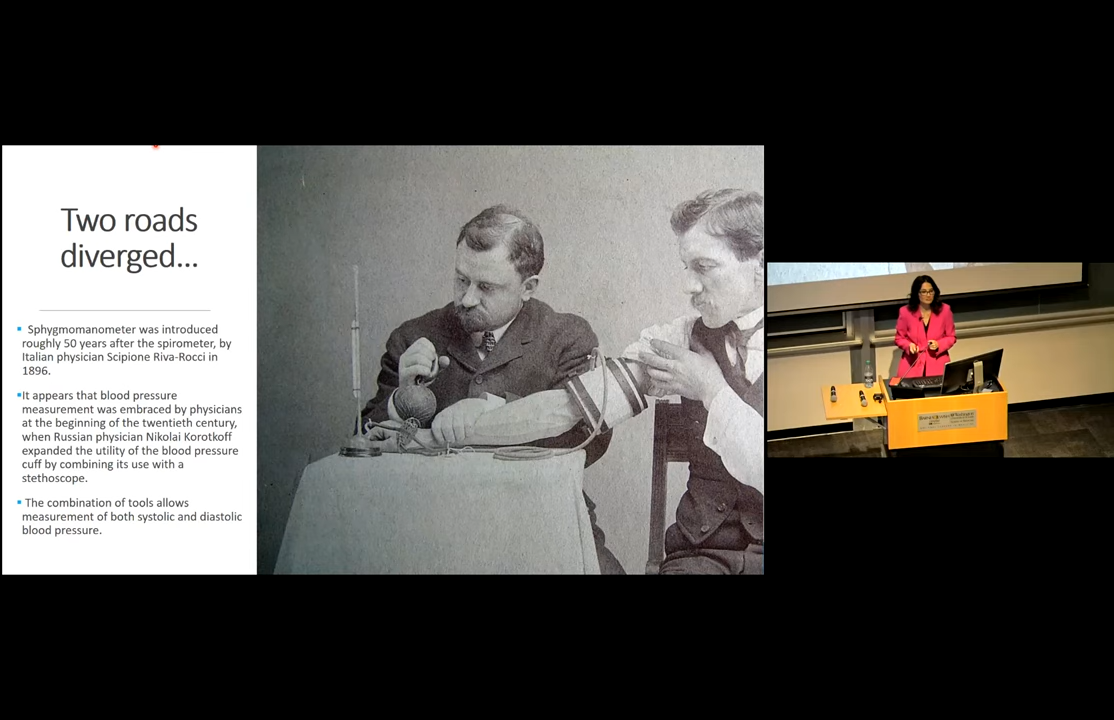 Two roads
diverged...
▪ Sphygmomanometer was introduced
roughly 50 years after the spirometer, by
Italian physician Scipione Riva-Rocci in
1896.
▪It appears that blood pressure
measurement was embraced by physicians
at the beginning of the twentieth century,
when Russian physician Nikolai Korotkoff
expanded the utility of the blood pressure
cuff by combining its use with a
stethoscope.
▪ The combination of tools allows
measurement of both systolic and diastolic
blood pressure.